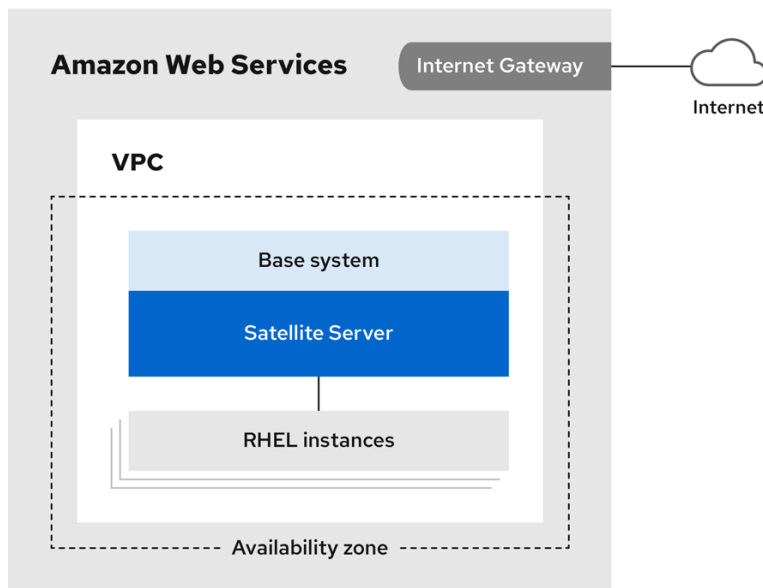 Amazon Web Services
Internet Gateway
Internet
VPC
Base system
Satellite Server
RHEL instances
Availability zone